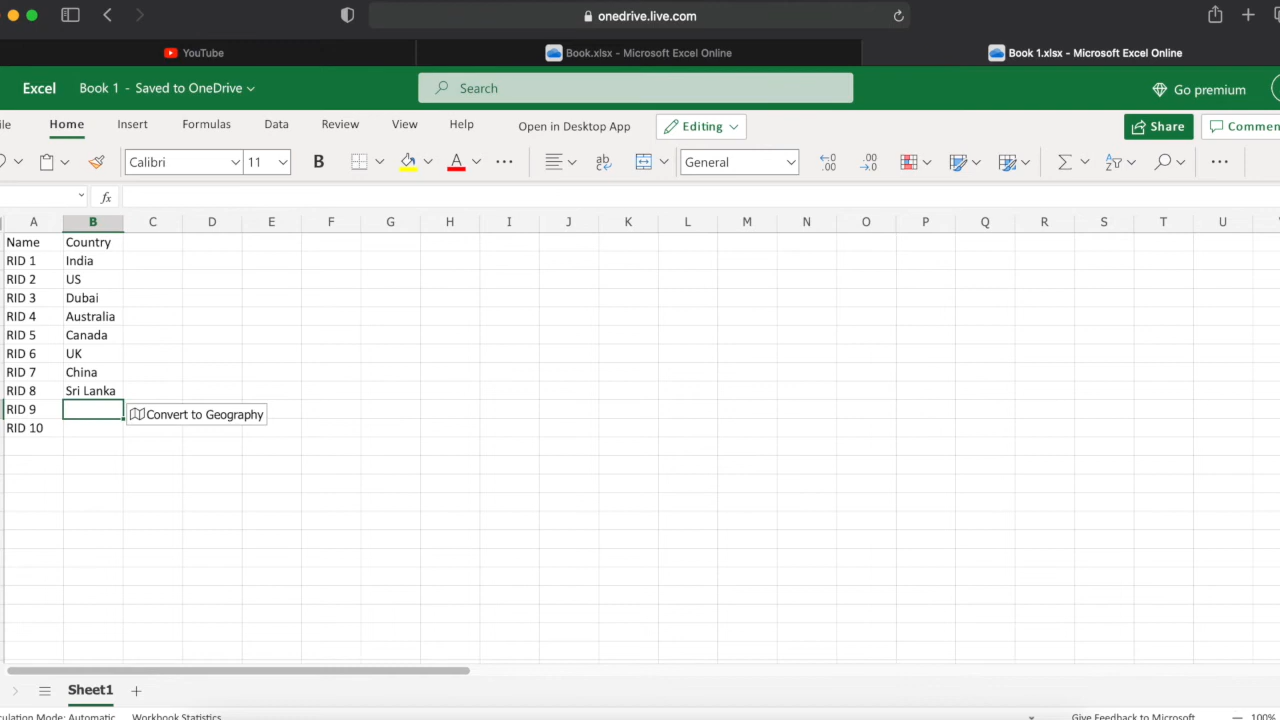 onedrive.live.com
YouTube
Book.xlsx - Microsoft Excel Online
Book 1.xlsx - Microsoft Excel Online
Excel
Book 1 - Saved to OneDrive
Search
Go premium
ile Home Insert Formulas Data Review View Help Open in Desktop App Editing Share Commen
Calibri 11 B A General
fx
A B C D E F G H I J K L M N O P Q R S T U
Name Country
RID 1 India
RID 2 US
RID 3 Dubai
RID 4 Australia
RID 5 Canada
RID 6 UK
RID 7 China
RID 8 Sri Lanka
RID 9 Convert to Geography
RID 10
Sheet1
culation Mode: Automatic Workbook Statistics Give Feedback to Microsoft 100%